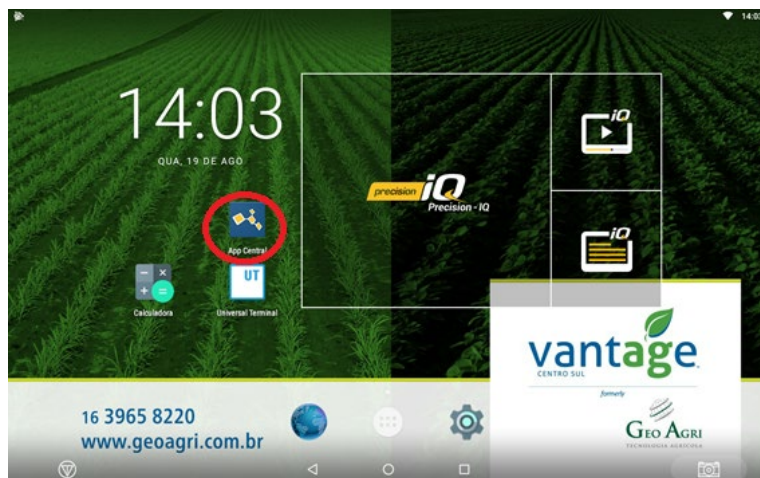 14:03
14:03
QUA, 19 DE AGO
iQ
precision iQ
Precision - IQ
App Central
iQ
UT
Calculadora
Universal Terminal
vantage
CENTRO SUL
formerly
16 3965 8220
www.geoagri.com.br
GEO AGRI
TECNOLOGIA AGRÍCOLA